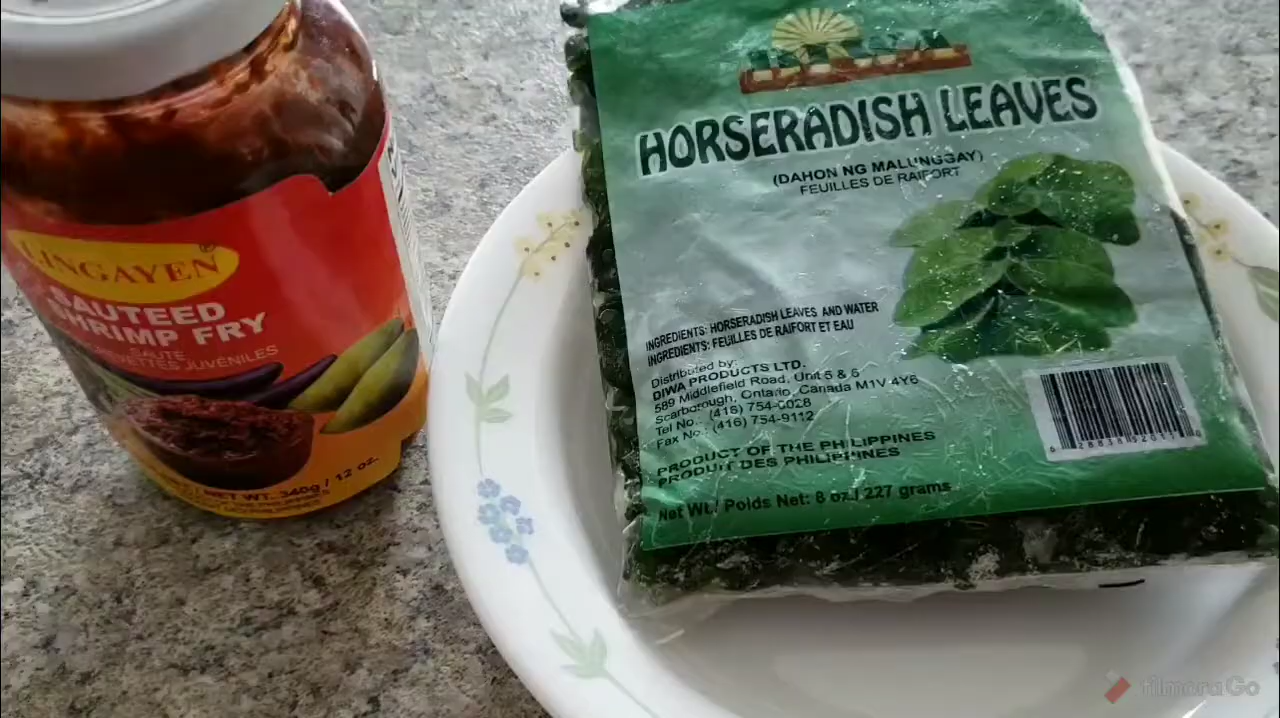 LINGAYEN®
SAUTEED
SHRIMP FRY
SAUTÉ
CREVETTES JUVÉNILES
NET WT. 340g / 12 oz.
HORSERADISH LEAVES
(DAHON NG MALUNGGAY)
FEUILLES DE RAIFORT
INGREDIENTS: HORSERADISH LEAVES AND WATER
INGREDIENTS: FEUILLES DE RAIFORT ET EAU
Distributed by:
DIWA PRODUCTS LTD.
589 Middlefield Road. Unit 5 & 6
Scarborough, Ontario, Canada M1V 4Y6
Tel No.: (416) 754-0028
Fax No.: (416) 754-9112
PRODUCT OF THE PHILIPPINES
PRODUIT DES PHILIPPINES
Net Wt./ Poids Net: 8 oz./ 227 grams
filmoraGo